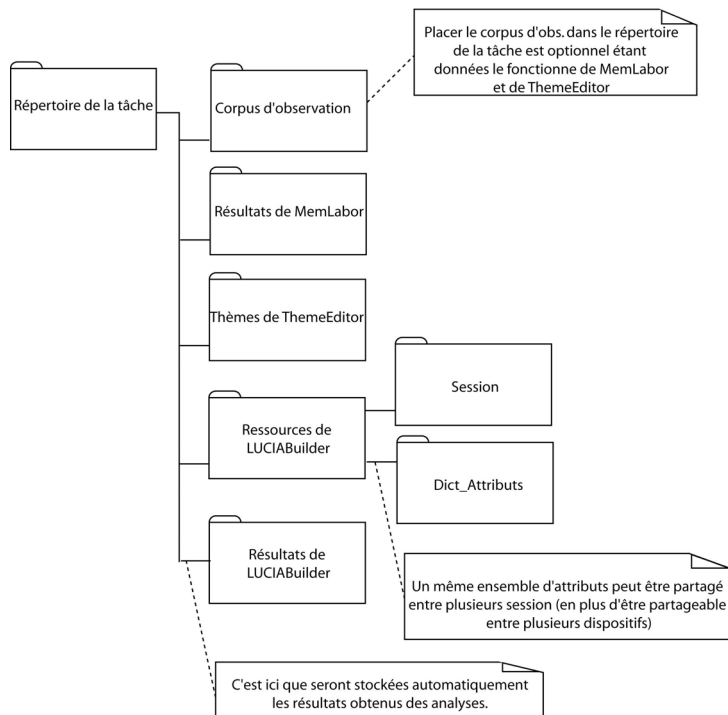 Placer le corpus d'obs. dans le répertoire
de la tâche est optionnel étant
données le fonctionne de MemLabor
et de ThemeEditor
Répertoire de la tâche
Corpus d'observation
Résultats de MemLabor
Thèmes de ThemeEditor
Session
Ressources de
LUCIABuilder
Dict_Attributs
Résultats de
LUCIABuilder
Un même ensemble d'attributs peut être partagé
entre plusieurs session (en plus d'être partageable
entre plusieurs dispositifs)
C'est ici que seront stockées automatiquement
les résultats obtenus des analyses.